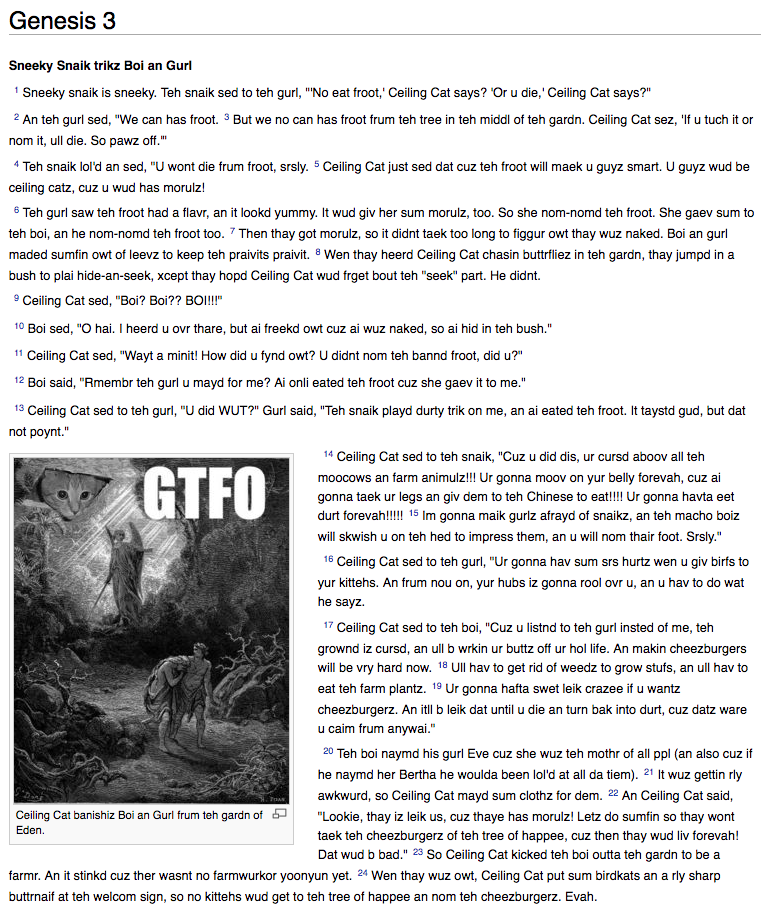 Genesis 3
Sneeky Snaik trikz Boi an Gurl
1 Sneeky snaik is sneeky. Teh snaik sed to teh gurl, "'No eat froot,' Ceiling Cat says? 'Or u die,' Ceiling Cat says?"
2 An teh gurl sed, "We can has froot. 3 But we no can has froot frum teh tree in teh middl of teh gardn. Ceiling Cat sez, 'If u tuch it or
nom it, ull die. So pawz off.'"
4 Teh snaik lol'd an sed, "U wont die frum froot, srsly. 5 Ceiling Cat just sed dat cuz teh froot will maek u guyz smart. U guyz wud be
ceiling catz, cuz u wud has morulz!
6 Teh gurl saw teh froot had a flavr, an it lookd yummy. It wud giv her sum morulz, too. So she nom-nomd teh froot. She gaev sum to
teh boi, an he nom-nomd teh froot too. 7 Then thay got morulz, so it didnt taek too long to figgur owt thay wuz naked. Boi an gurl
maded sumfin owt of leevz to keep teh praivits praivit. 8 Wen thay heerd Ceiling Cat chasin buttrfliez in teh gardn, thay jumpd in a
bush to plai hide-an-seek, xcept thay hopd Ceiling Cat wud frget bout teh "seek" part. He didnt.
9 Ceiling Cat sed, "Boi? Boi?? BOI!!!!"
10 Boi sed, "O hai. I heerd u ovr thare, but ai freekd owt cuz ai wuz naked, so ai hid in teh bush."
11 Ceiling Cat sed, "Wayt a minit! How did u fynd owt? U didnt nom teh bannd froot, did u?"
12 Boi said, "Rmembr teh gurl u mayd for me? Ai onli eated teh froot cuz she gaev it to me."
13 Ceiling Cat sed to teh gurl, "U did WUT?" Gurl said, "Teh snaik playd durty trik on me, an ai eated teh froot. It taystd gud, but dat
not poynt."
GTFO
Ceiling Cat banishiz Boi an Gurl frum teh gardn of
Eden.
14 Ceiling Cat sed to teh snaik, "Cuz u did dis, ur cursd aboov all teh
moocows an farm animulz!!! Ur gonna moov on yur belly forevah, cuz ai
gonna taek ur legs an giv dem to teh Chinese to eat!!!! Ur gonna havta eet
durt forevah!!!!! 15 Im gonna maik gurlz afrayd of snaikz, an teh macho boiz
will skwish u on teh hed to impress them, an u will nom thair foot. Srsly."
16 Ceiling Cat sed to teh gurl, "Ur gonna hav sum srs hurtz wen u giv birfs to
yur kittehs. An frum nou on, yur hubs iz gonna rool ovr u, an u hav to do wat
he sayz.
17 Ceiling Cat sed to teh boi, "Cuz u listnd to teh gurl insted of me, teh
grownd iz cursd, an ull b wrkin ur buttz off ur hol life. An makin cheezburgers
will be vry hard now. 18 Ull hav to get rid of weedz to grow stufs, an ull hav to
eat teh farm plantz. 19 Ur gonna hafta swet leik crazee if u wantz
cheezburgerz. An itll b leik dat until u die an turn bak into durt, cuz datz ware
u caim frum anywai."
20 Teh boi naymd his gurl Eve cuz she wuz teh mothr of all ppl (an also cuz if
he naymd her Bertha he woulda been lol'd at all da tiem). 21 It wuz gettin rly
awkwurd, so Ceiling Cat mayd sum clothz for dem. 22 An Ceiling Cat said,
"Lookie, thay iz leik us, cuz thaye has morulz! Letz do sumfin so thay wont
taek teh cheezburgerz of teh tree of happee, cuz then thay wud liv forevah!
Dat wud b bad." 23 So Ceiling Cat kicked teh boi outta teh gardn to be a
farmr. An it stinkd cuz ther wasnt no farmwurkor yoonyun yet. 24 Wen thay wuz owt, Ceiling Cat put sum birdkats an a rly sharp
buttrnaif at teh welcom sign, so no kittehs wud get to teh tree of happee an nom teh cheezburgerz. Evah.